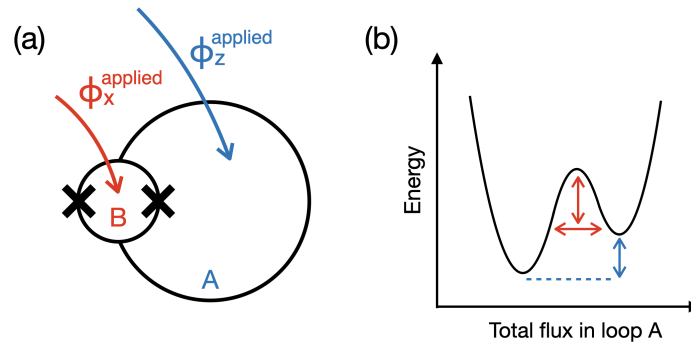 (a)
ϕx applied
ϕz applied
B
A
(b)
Energy
Total flux in loop A